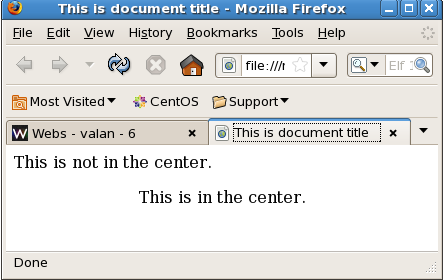 This is document title - Mozilla Firefox
File Edit View History Bookmarks Tools Help
file:///r
Most Visited CentOS Support
W Webs - valan - 6 This is document title
This is not in the center.
This is in the center.
Done